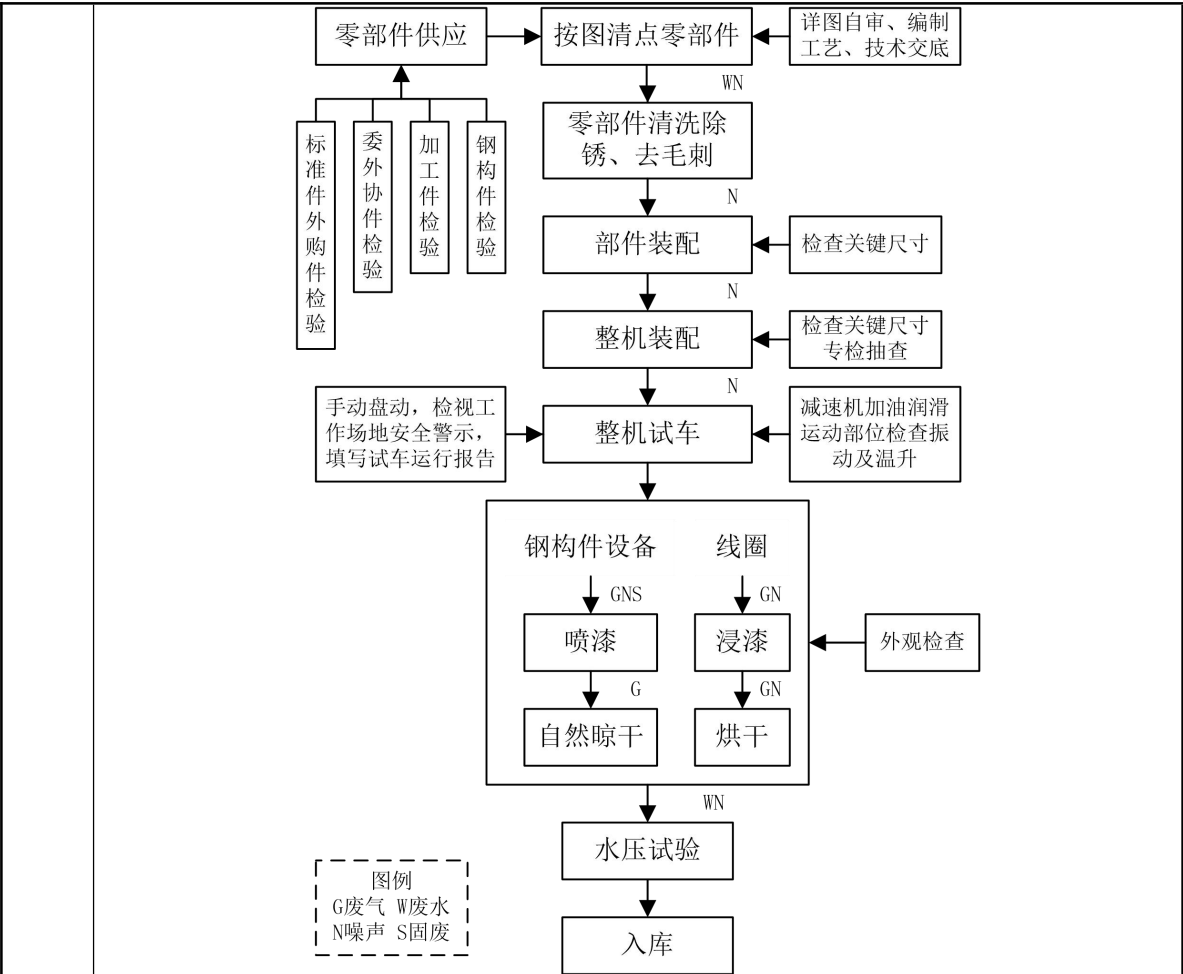 零部件供应
按图清点零部件
详图自审、编制
工艺、技术交底
WN
标准件外购件检验
委外协件检验
加工件检验
钢构件检验
零部件清洗除
锈、去毛刺
N
部件装配
检查关键尺寸
N
整机装配
检查关键尺寸
专检抽查
N
手动盘动，检视工
作场地安全警示，
填写试车运行报告
整机试车
减速机加油润滑
运动部位检查振
动及温升
钢构件设备
线圈
GNS
GN
喷漆
浸漆
外观检查
G
GN
自然晾干
烘干
WN
水压试验
图例
G废气 W废水
N噪声 S固废
入库